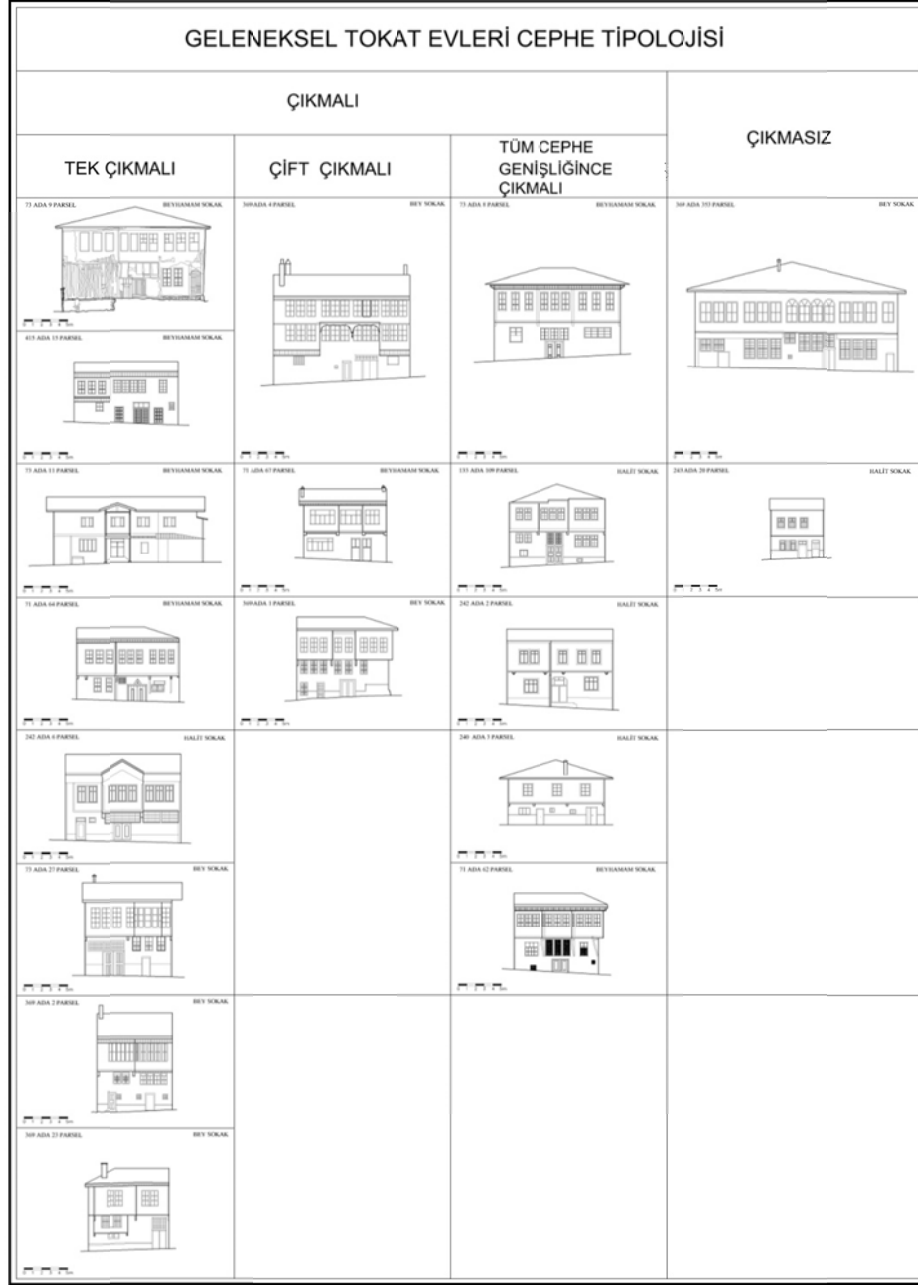 GELENEKSEL TOKAT EVLERİ CEPHE TİPOLOJİSİ
ÇIKMALI
ÇIKMASIZ
TEK ÇIKMALI
ÇİFT ÇIKMALI
TÜM CEPHE
GENİŞLİĞİNCE
ÇIKMALI
73 ADA 9 PARSEL BEYHAMAM SOKAK
369 ADA 4 PARSEL BEY SOKAK
73 ADA 8 PARSEL BEYHAMAM SOKAK
369 ADA 353 PARSEL BEY SOKAK
415 ADA 15 PARSEL BEYHAMAM SOKAK
73 ADA 11 PARSEL BEYHAMAM SOKAK
71 ADA 67 PARSEL BEYHAMAM SOKAK
ADA 109 PARSEL HALİT SOKAK
243 ADA 20 PARSEL HALİT SOKAK
71 ADA 64 PARSEL BEYHAMAM SOKAK
369 ADA 1 PARSEL BEY SOKAK
242 ADA 2 PARSEL HALİT SOKAK
242 ADA 6 PARSEL HALİT SOKAK
240 ADA 3 PARSEL HALİT SOKAK
73 ADA 27 PARSEL BEY SOKAK
71 ADA 62 PARSEL BEYHAMAM SOKAK
369 ADA 2 PARSEL BEY SOKAK
369 ADA 23 PARSEL BEY SOKAK